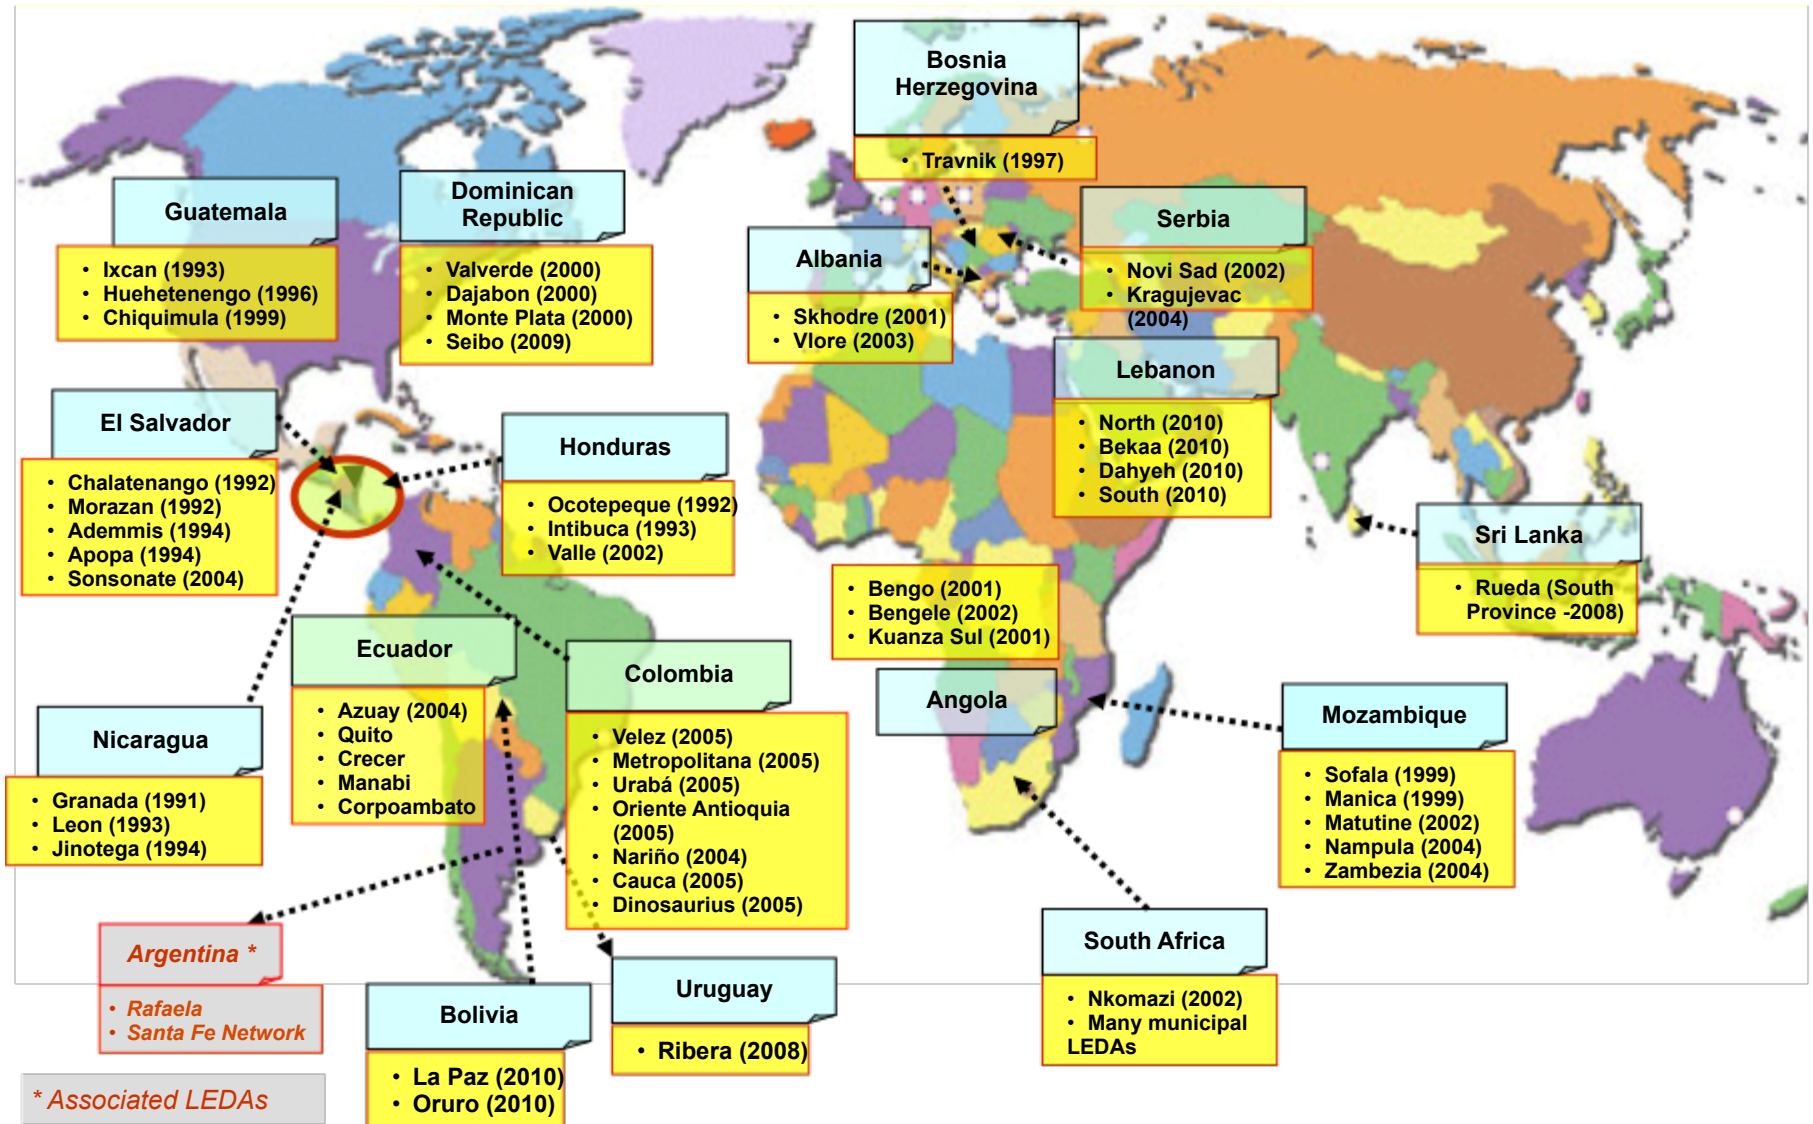 Bosnia
Herzegovina
• Travnik (1997)
Guatemala
• Ixcan (1993)
• Huehetenengo (1996)
• Chiquimula (1999)
Dominican
Republic
• Valverde (2000)
• Dajabon (2000)
• Monte Plata (2000)
• Seibo (2009)
Albania
• Skhodre (2001)
• Vlore (2003)
Serbia
• Novi Sad (2002)
• Kragujevac
(2004)
Lebanon
• North (2010)
• Bekaa (2010)
• Dahyeh (2010)
• South (2010)
El Salvador
• Chalatenango (1992)
• Morazan (1992)
• Ademmis (1994)
• Apopa (1994)
• Sonsonate (2004)
Honduras
• Ocotepeque (1992)
• Intibuca (1993)
• Valle (2002)
Sri Lanka
• Rueda (South
Province -2008)
• Bengo (2001)
• Bengele (2002)
• Kuanza Sul (2001)
Angola
Ecuador
• Azuay (2004)
• Quito
• Crecer
• Manabi
• Corpoambato
Colombia
• Velez (2005)
• Metropolitana (2005)
• Urabá (2005)
• Oriente Antioquia
(2005)
• Nariño (2004)
• Cauca (2005)
• Dinosaurius (2005)
Nicaragua
• Granada (1991)
• Leon (1993)
• Jinotega (1994)
Mozambique
• Sofala (1999)
• Manica (1999)
• Matutine (2002)
• Nampula (2004)
• Zambezia (2004)
Argentina *
• Rafaela
• Santa Fe Network
Bolivia
• La Paz (2010)
• Oruro (2010)
Uruguay
• Ribera (2008)
South Africa
• Nkomazi (2002)
• Many municipal
LEDAs
* Associated LEDAs